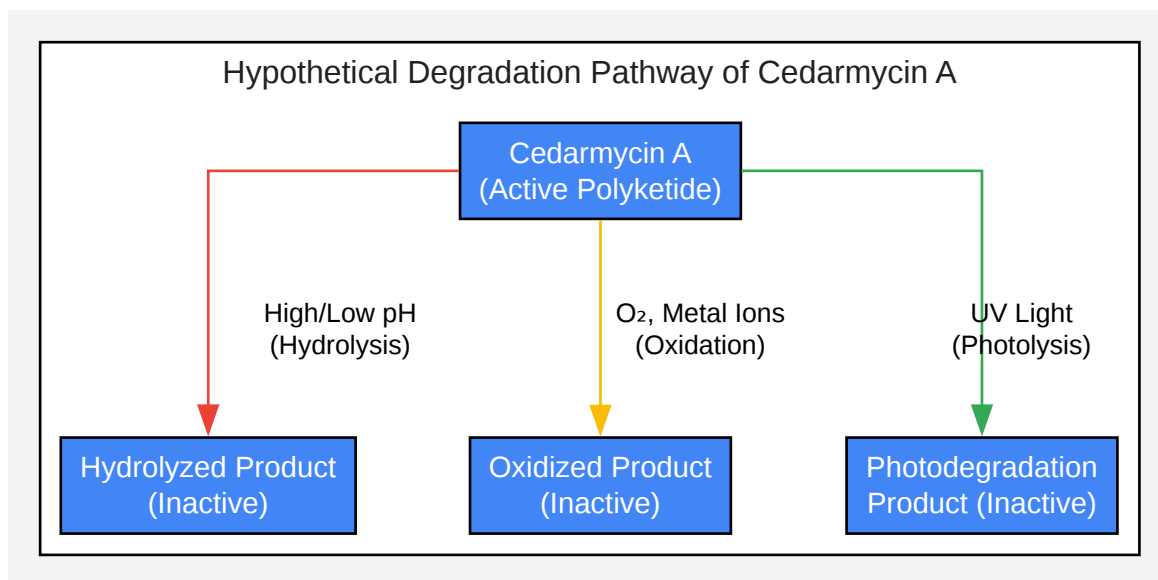 Hypothetical Degradation Pathway of Cedarmycin A
Cedarmycin A
(Active Polyketide)
High/Low pH
(Hydrolysis)
O₂, Metal Ions
(Oxidation)
UV Light
(Photolysis)
Hydrolyzed Product
(Inactive)
Oxidized Product
(Inactive)
Photodegradation
Product (Inactive)